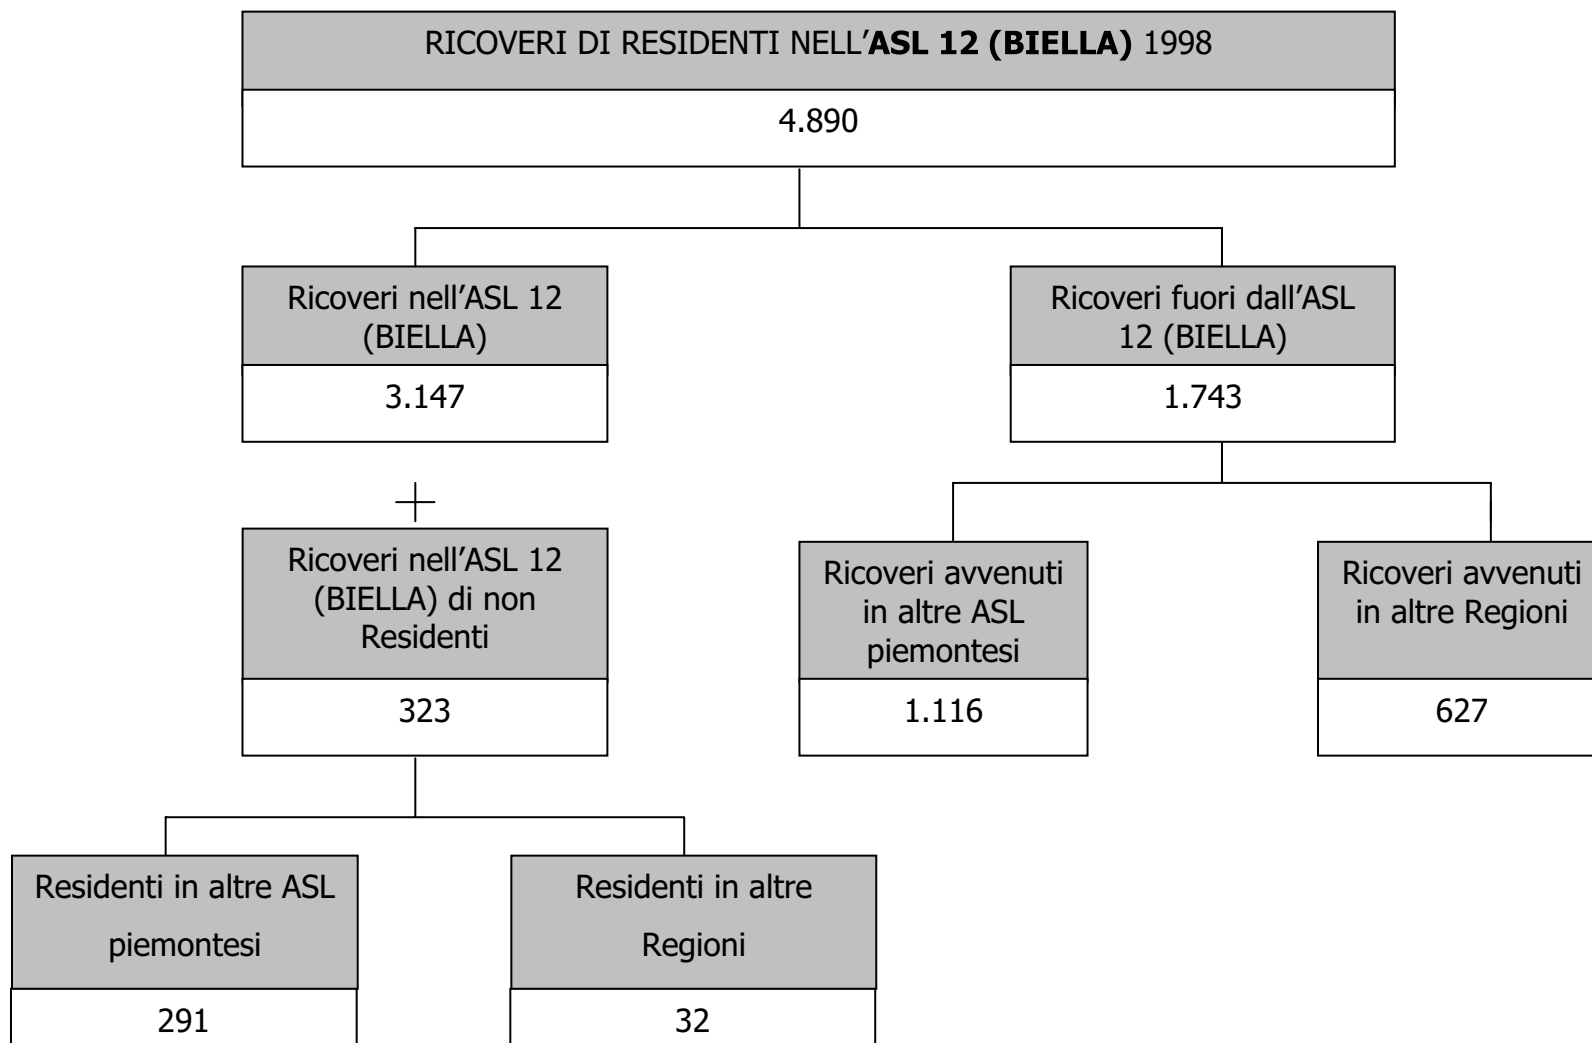 RICOVERI DI RESIDENTI NELL’ASL 12 (BIELLA) 1998
4.890
Ricoveri nell’ASL 12
(BIELLA)
3.147
Ricoveri fuori dall’ASL
12 (BIELLA)
1.743
Ricoveri nell’ASL 12
(BIELLA) di non
Residenti
323
Ricoveri avvenuti
in altre ASL
piemontesi
1.116
Ricoveri avvenuti
in altre Regioni
627
Residenti in altre ASL
piemontesi
291
Residenti in altre
Regioni
32